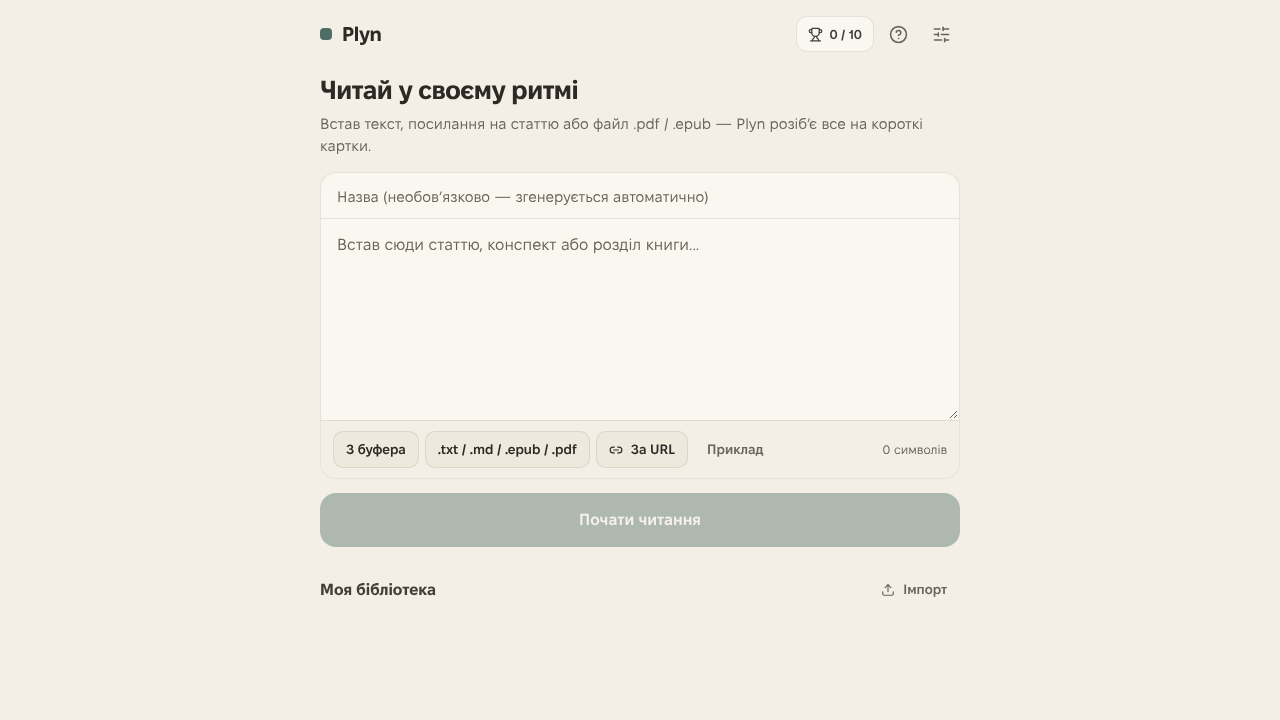 Plyn
0 / 10
Читай у своєму ритмі
Встав текст, посилання на статтю або файл .pdf / .epub — Plyn розіб’є все на короткі
картки.
Назва (необов’язково — згенерується автоматично)
Встав сюди статтю, конспект або розділ книги…
З буфера
.txt / .md / .epub / .pdf
За URL
Приклад
0 символів
Почати читання
Моя бібліотека
Імпорт